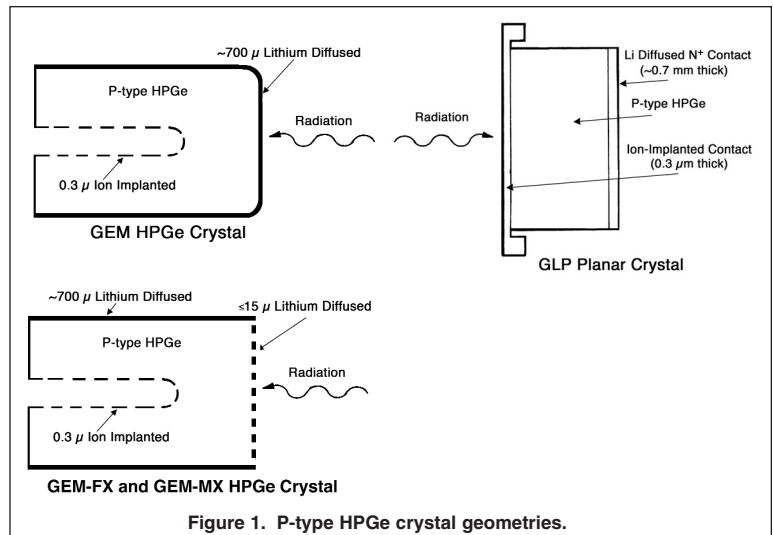 ~700 µ Lithium Diffused
P-type HPGe
Radiation
0.3 µ Ion Implanted
GEM HPGe Crystal
Radiation
Li Diffused N⁺ Contact
(~0.7 mm thick)
P-type HPGe
Ion-Implanted Contact
(0.3 µm thick)
GLP Planar Crystal
~700 µ Lithium Diffused
≤15 µ Lithium Diffused
P-type HPGe
Radiation
0.3 µ Ion Implanted
GEM-FX and GEM-MX HPGe Crystal
Figure 1. P-type HPGe crystal geometries.